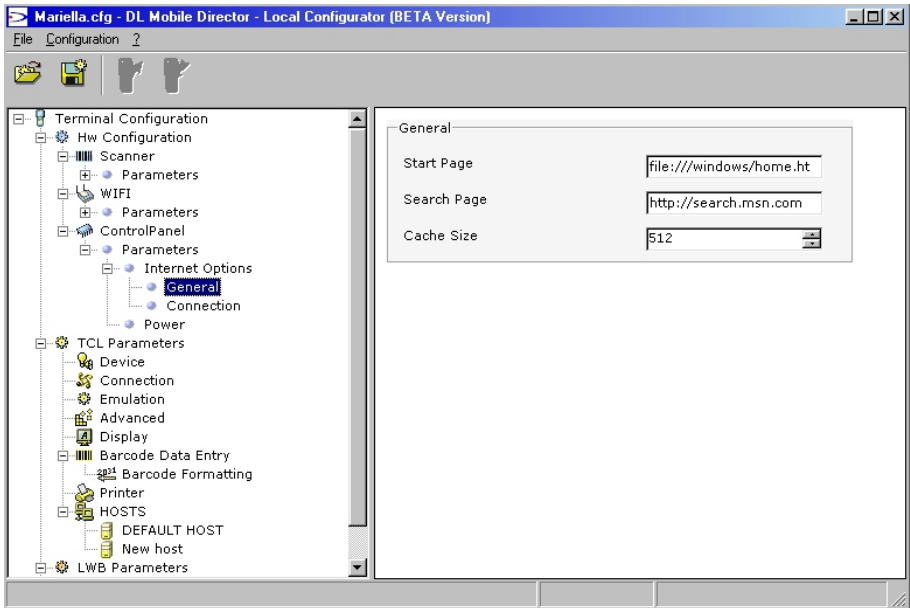 Mariella.cfg - DL Mobile Director - Local Configurator (BETA Version)
File Configuration ?
Terminal Configuration
Hw Configuration
Scanner
Parameters
WIFI
Parameters
ControlPanel
Parameters
Internet Options
General
Connection
Power
TCL Parameters
Device
Connection
Emulation
Advanced
Display
Barcode Data Entry
Barcode Formatting
Printer
HOSTS
DEFAULT HOST
New host
LWB Parameters
General
Start Page file:///windows/home.ht
Search Page http://search.msn.com
Cache Size 512